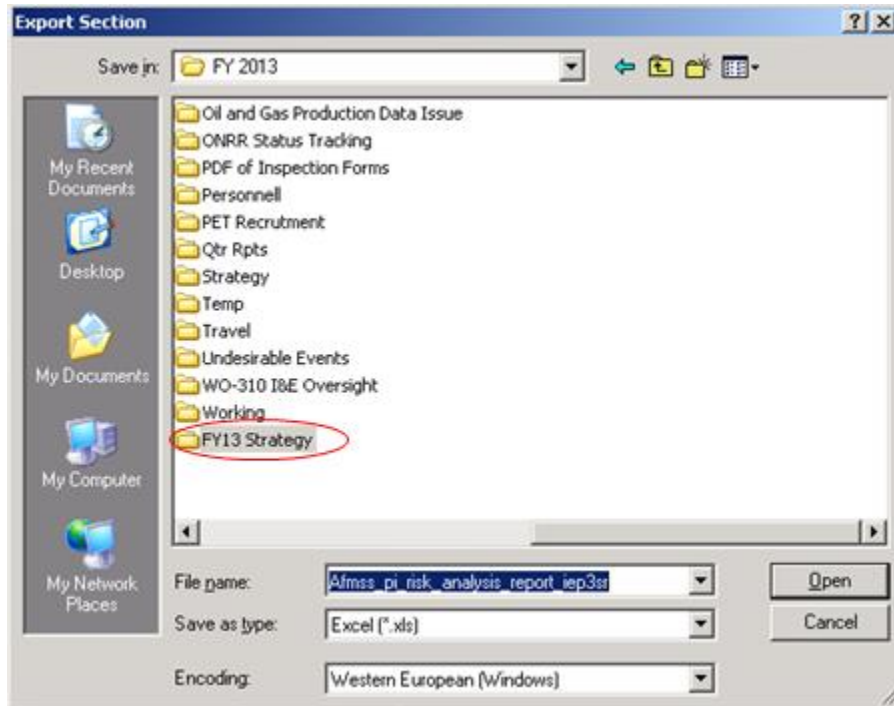 Export Section
Save in:
FY 2013
Oil and Gas Production Data Issue
ONRR Status Tracking
PDF of Inspection Forms
Personnell
PET Recrutment
Qtr Rpts
Strategy
Temp
Travel
Undesirable Events
WO-310 I&E Oversight
Working
FY13 Strategy
My Recent
Documents
Desktop
My Documents
My Computer
My Network
Places
File name:
Afmss_pi_risk_analysis_report_iep3sr
Open
Save as type:
Excel (*.xls)
Cancel
Encoding:
Western European (Windows)